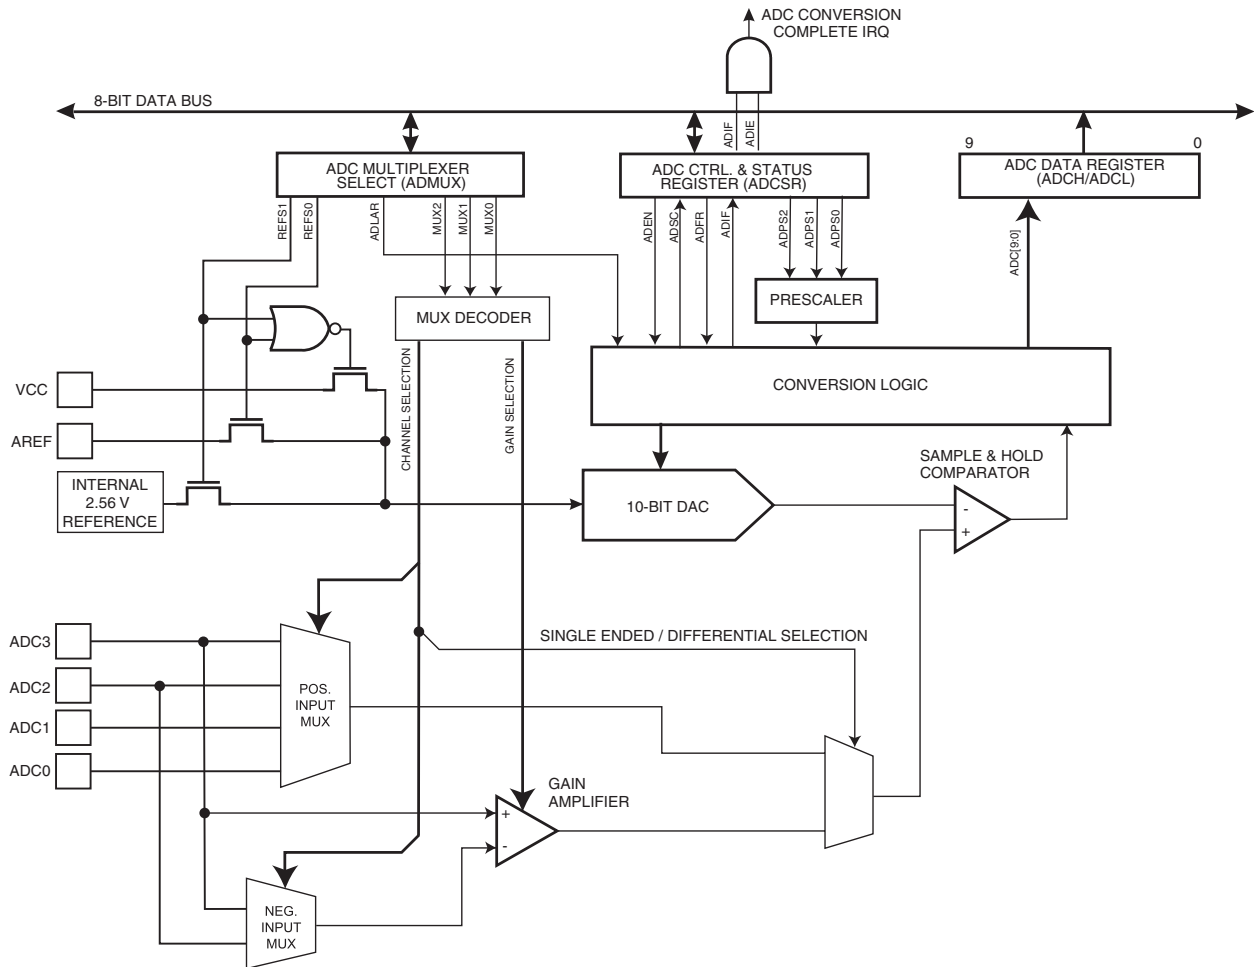 ADC CONVERSION
COMPLETE IRQ
8-BIT DATA BUS
ADIF
ADIE
9
0
ADC MULTIPLEXER
SELECT (ADMUX)
ADC CTRL. & STATUS
REGISTER (ADCSR)
ADC DATA REGISTER
(ADCH/ADCL)
REFS1
REFS0
ADLAR
MUX2
MUX1
MUX0
ADEN
ADSC
ADFR
ADIF
ADPS2
ADPS1
ADPS0
ADC[9:0]
PRESCALER
MUX DECODER
CHANNEL SELECTION
GAIN SELECTION
CONVERSION LOGIC
VCC
AREF
INTERNAL
2.56 V
REFERENCE
SAMPLE & HOLD
COMPARATOR
10-BIT DAC
-
+
ADC3
ADC2
ADC1
ADC0
POS.
INPUT
MUX
SINGLE ENDED / DIFFERENTIAL SELECTION
GAIN
AMPLIFIER
+
-
NEG.
INPUT
MUX